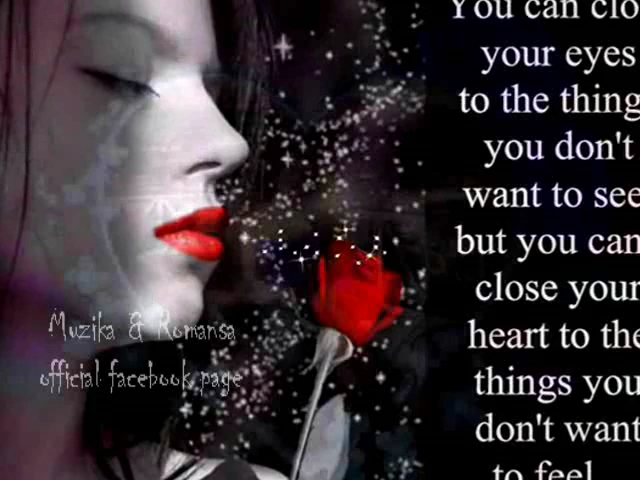 You can clo
your eyes
to the thing
you don't
want to see
but you can
close your
heart to the
things you
don't want
to feel
Muzika & Romansa
official facebook page